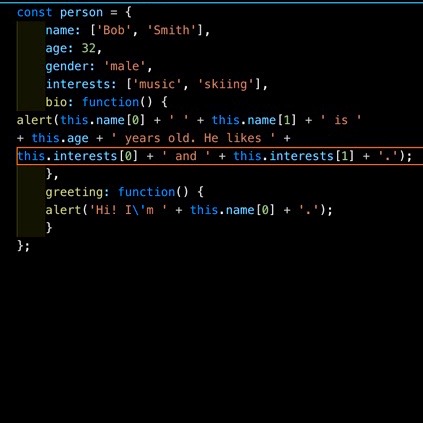 const person = {
name: ['Bob', 'Smith'],
age: 32,
gender: 'male',
interests: ['music', 'skiing'],
bio: function() {
alert(this.name[0] + ' ' + this.name[1] + ' is '
+ this.age + ' years old. He likes ' +
this.interests[0] + ' and ' + this.interests[1] + '.');
},
greeting: function() {
alert('Hi! I\'m ' + this.name[0] + '.');
}
};